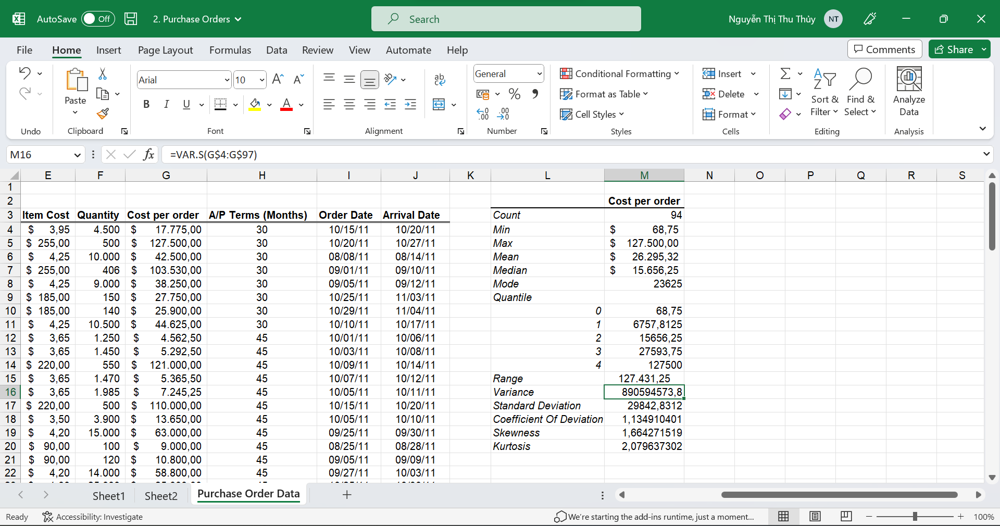 AutoSave Off 2. Purchase Orders Search Nguyễn Thị Thu Thủy NT
File Home Insert Page Layout Formulas Data Review View Automate Help Comments Share
Paste Arial 10 General Conditional Formatting Format as Table Cell Styles Insert Delete Format Sort & Filter Find & Select Analyze Data
Undo Clipboard Font Alignment Number Styles Cells Editing Analysis
M16 fx =VAR.S(G$4:G$97)
E F G H I J K L M N O P Q R S
1
2 Cost per order
3 Item Cost Quantity Cost per order A/P Terms (Months) Order Date Arrival Date Count 94
4 $ 3,95 4.500 $ 17.775,00 30 10/15/11 10/20/11 Min $ 68,75
5 $ 255,00 500 $ 127.500,00 30 10/20/11 10/27/11 Max $ 127.500,00
6 $ 4,25 10.000 $ 42.500,00 30 08/08/11 08/14/11 Mean $ 26.295,32
7 $ 255,00 406 $ 103.530,00 30 09/01/11 09/10/11 Median $ 15.656,25
8 $ 4,25 9.000 $ 38.250,00 30 09/05/11 09/12/11 Mode 23625
9 $ 185,00 150 $ 27.750,00 30 10/25/11 11/03/11 Quantile
10 $ 185,00 140 $ 25.900,00 30 10/29/11 11/04/11 0 68,75
11 $ 4,25 10.500 $ 44.625,00 30 10/10/11 10/17/11 1 6757,8125
12 $ 3,65 1.250 $ 4.562,50 45 10/01/11 10/06/11 2 15656,25
13 $ 3,65 1.450 $ 5.292,50 45 10/03/11 10/08/11 3 27593,75
14 $ 220,00 550 $ 121.000,00 45 10/09/11 10/14/11 4 127500
15 $ 3,65 1.470 $ 5.365,50 45 10/07/11 10/12/11 Range 127.431,25
16 $ 3,65 1.985 $ 7.245,25 45 10/05/11 10/11/11 Variance 890594573,8
17 $ 220,00 500 $ 110.000,00 45 10/15/11 10/20/11 Standard Deviation 29842,8312
18 $ 3,50 3.900 $ 13.650,00 45 10/05/11 10/10/11 Coefficient Of Deviation 1,134910401
19 $ 4,20 15.000 $ 63.000,00 45 09/25/11 09/30/11 Skewness 1,664271519
20 $ 90,00 100 $ 9.000,00 45 08/25/11 08/28/11 Kurtosis 2,079637302
21 $ 90,00 120 $ 10.800,00 45 09/05/11 09/09/11
22 $ 4,20 14.000 $ 58.800,00 45 09/27/11 10/03/11
Sheet1 Sheet2 Purchase Order Data
Ready Accessibility: Investigate We're starting the add-ins runtime, just a moment... 100%